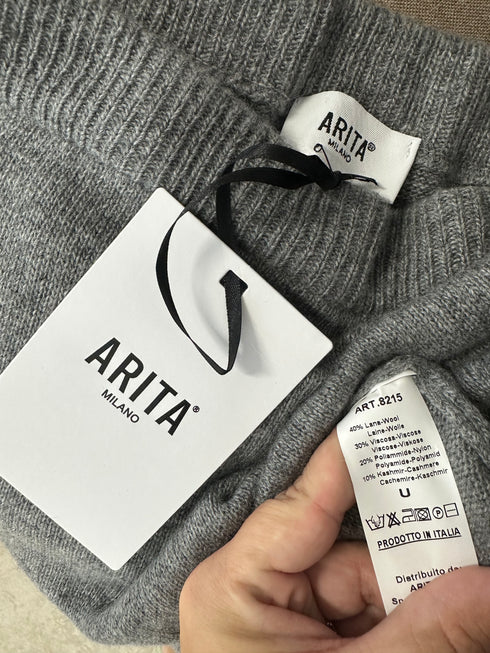 ARITA®
MILANO
ARITA®
MILANO
ART.8215
40% Lana-Wool
Laine-Wolle
30% Viscosa-Viscose
Viscose-Viskose
20% Poliammide-Nylon
Polyamide-Polyamid
10% Kashmir-Cashmere
Cachemire-Kaschmir
U
PRODOTTO IN ITALIA
Distribuito da
ARITA